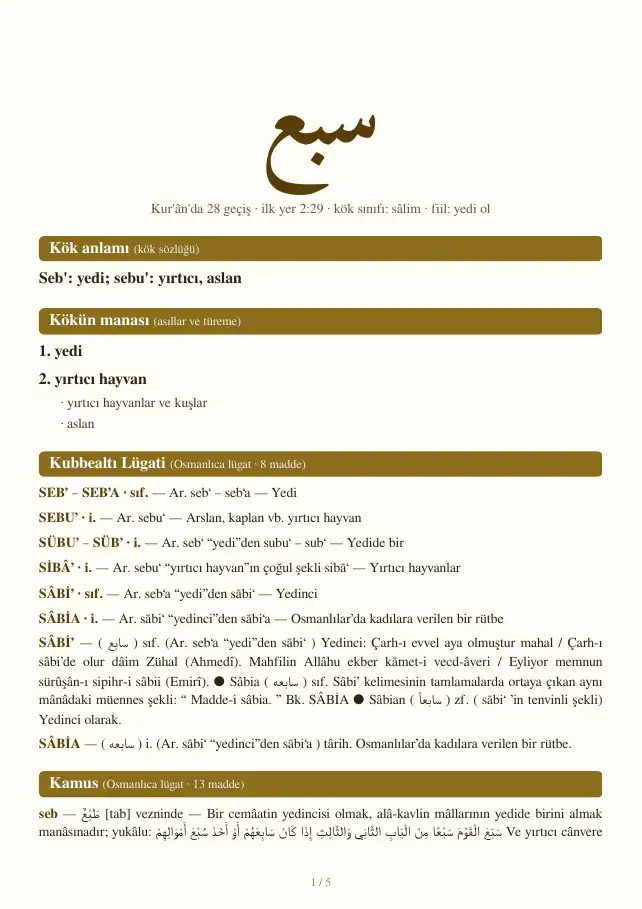 سبع
Kur'ân'da 28 geçiş · ilk yer 2:29 · kök sınıfı: sâlim · fiil: yedi ol
Kök anlamı (kök sözlüğü)
Seb': yedi; sebu': yırtıcı, aslan
Kökün manası (asıllar ve türeme)
1. yedi
2. yırtıcı hayvan
· yırtıcı hayvanlar ve kuşlar
· aslan
Kubbealtı Lügati (Osmanlıca lügat · 8 madde)
SEB’ – SEB’A · sıf. — Ar. seb‘ – seb‘a — Yedi
SEBU’ · i. — Ar. sebu‘ — Arslan, kaplan vb. yırtıcı hayvan
SÜBU’ – SÜB’ · i. — Ar. seb‘ “yedi”den subu‘ – sub‘ — Yedide bir
SİBÂ’ · i. — Ar. sebu‘ “yırtıcı hayvan”ın çoğul şekli sibā‘ — Yırtıcı hayvanlar
SÂBİ’ · sıf. — Ar. seb‘a “yedi”den sābi‘ — Yedinci
SÂBİA · i. — Ar. sābi‘ “yedinci”den sābi‘a — Osmanlılar’da kadılara verilen bir rütbe
SÂBİ’ — ( سابع ) sıf. (Ar. seb‘a “yedi”den sābi‘ ) Yedinci: Çarh-ı evvel aya olmuştur mahal / Çarh-ı
sâbi’de olur dâim Zühal (Ahmedî). Mahfilin Allâhu ekber kâmet-i vecd-âveri / Eyliyor memnun
sürûşân-ı sipihr-i sâbii (Emirî). ● Sâbia ( سابعه ) sıf. Sâbi’ kelimesinin tamlamalarda ortaya çıkan aynı
mânâdaki müennes şekli: “ Madde-i sâbia. ” Bk. SÂBİA ● Sâbian ( سابعاً ) zf. ( sābi‘ ’in tenvinli şekli)
Yedinci olarak.
SÂBİA — ( سابعه ) i. (Ar. sābi‘ “yedinci”den sābi‘a ) târih. Osmanlılar’da kadılara verilen bir rütbe.
Kamus (Osmanlıca lügat · 13 madde)
seb — طَبْعٌ [tab] vezninde — Bir cemâatin yedincisi olmak, alâ-kavlin mâllarının yedide birini almak
manâsınadır; yukâlu: سَبَعَ الْقَوْمَ سَبْعًا مِنَ الْبَابِ الثَّانِي وَالثَّالِثِ إِذَا كَانَ سَابِعَهُمْ أَوْ أَخَذَ سُبْعَ أَمْوَالِهِمْ Ve yırtıcı cânvere
1 / 5